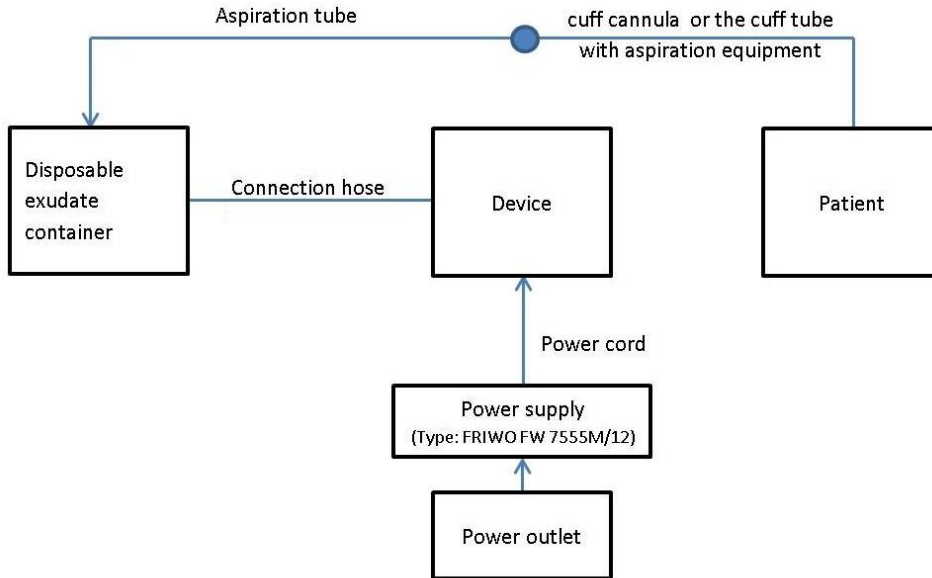 Aspiration tube
cuff cannula or the cuff tube
with aspiration equipment
Disposable
exudate
container
Connection hose
Device
Patient
Power cord
Power supply
(Type: FRIWO FW 7555M/12)
Power outlet